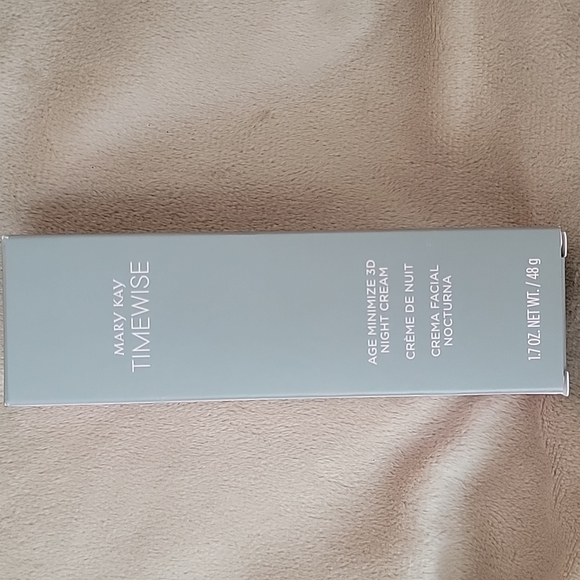 MARY KAY
TIMEWISE
AGE MINIMIZE 3D
NIGHT CREAM
CRÈME DE NUIT
CREMA FACIAL
NOCTURNA
1.7 OZ. NET WT. / 48 g